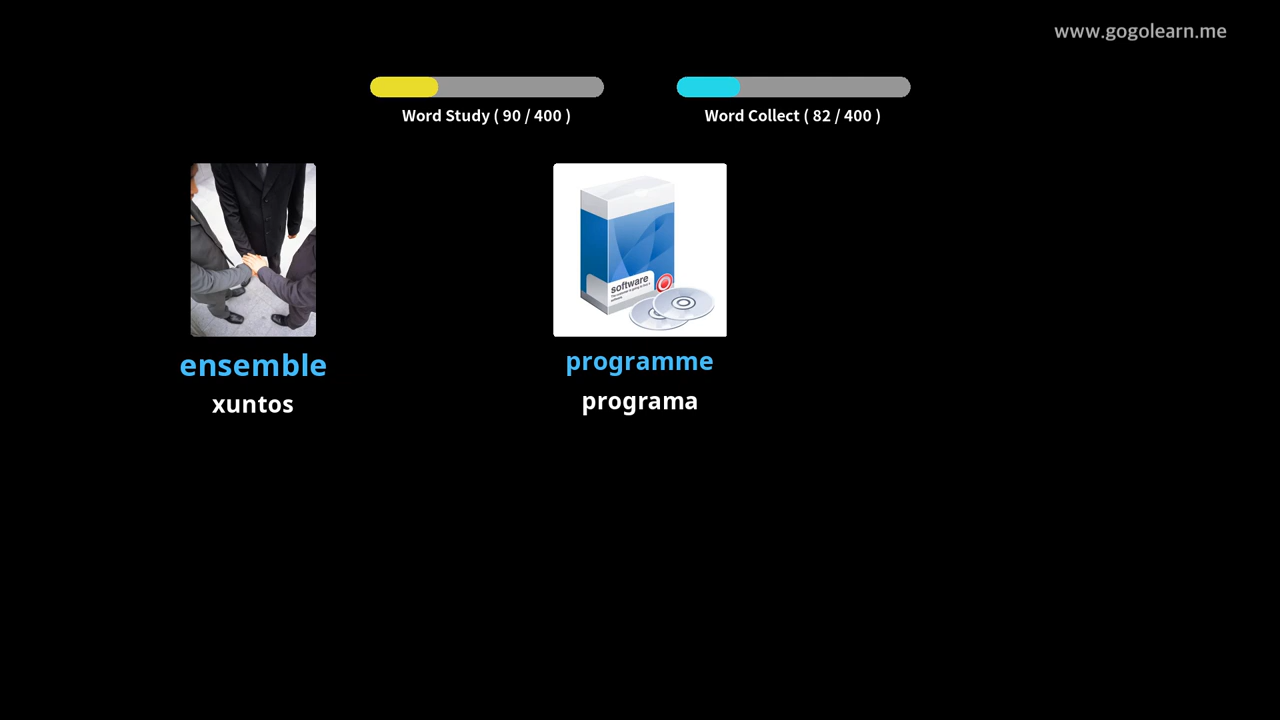 www.gogolearn.me
Word Study ( 90 / 400 )
Word Collect ( 82 / 400 )
software
ensemble
programme
xuntos
programa